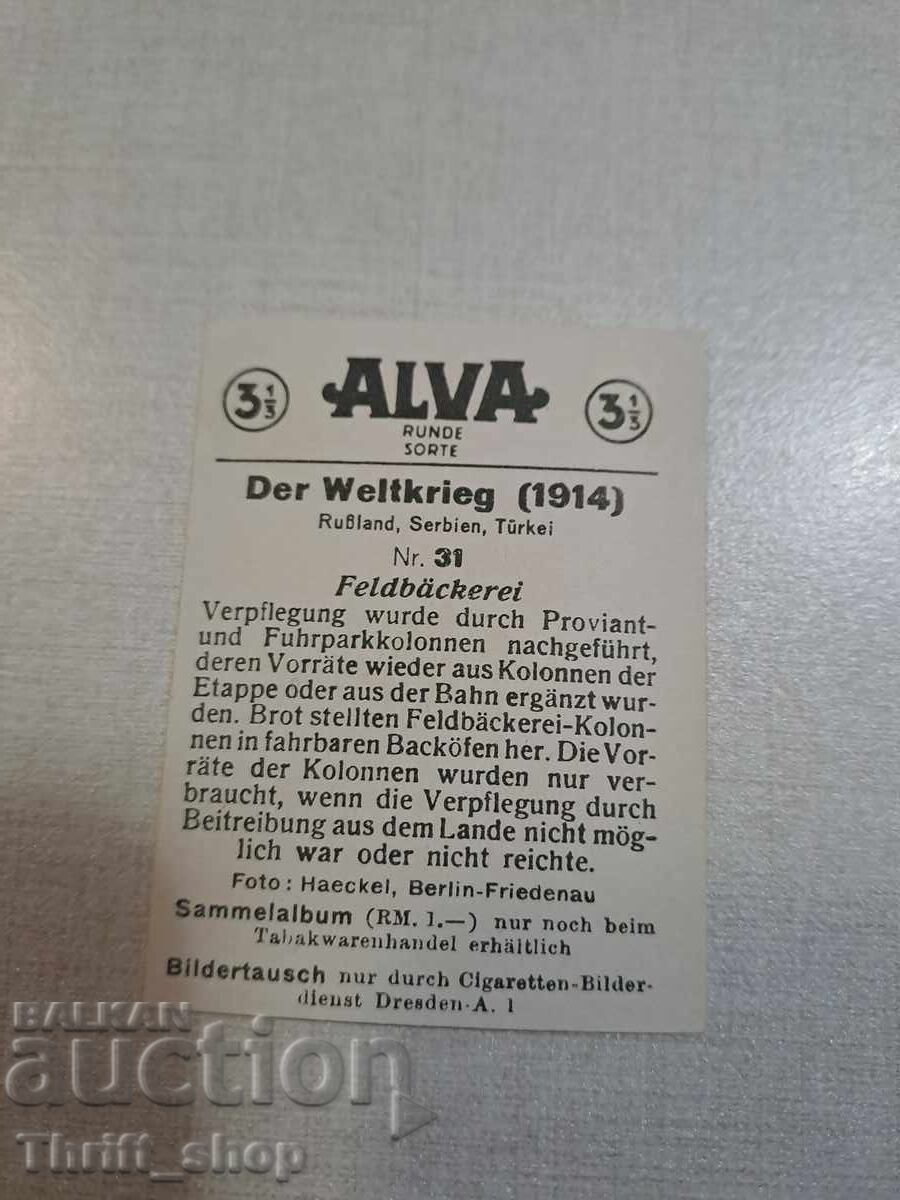 3⅓ ALVA 3⅓
RUNDE
SORTE
Der Weltkrieg (1914)
Rußland, Serbien, Türkei
Nr. 31
Feldbäckerei
Verpflegung wurde durch Proviant-
und Fuhrparkkolonnen nachgeführt,
deren Vorräte wieder aus Kolonnen der
Etappe oder aus der Bahn ergänzt wur-
den. Brot stellten Feldbäckerei-Kolon-
nen in fahrbaren Backöfen her. Die Vor-
räte der Kolonnen wurden nur ver-
braucht, wenn die Verpflegung durch
Beitreibung aus dem Lande nicht mög-
lich war oder nicht reichte.
Foto: Haeckel, Berlin-Friedenau
Sammelalbum (RM. 1.—) nur noch beim
Tabakwarenhandel erhältlich
Bildertausch nur durch Cigaretten-Bilder-
dienst Dresden-A. 1
BALKAN
auction
Thrift_shop